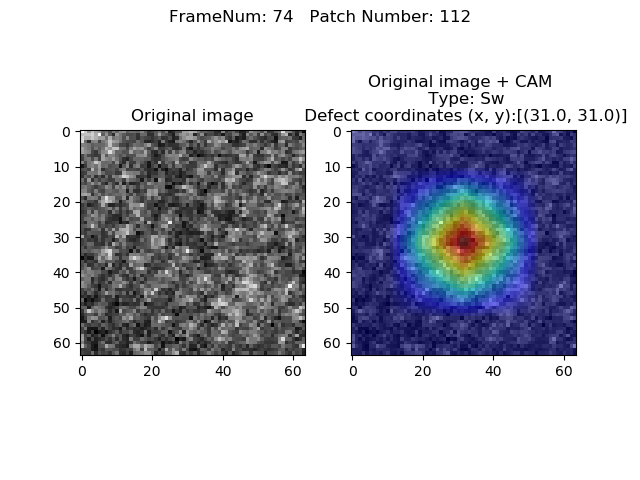 FrameNum: 74   Patch Number: 112
Original image
0
10
20
30
40
50
60
0 20 40 60
Original image + CAM
Type: Sw
Defect coordinates (x, y):[(31.0, 31.0)]
0
10
20
30
40
50
60
0 20 40 60